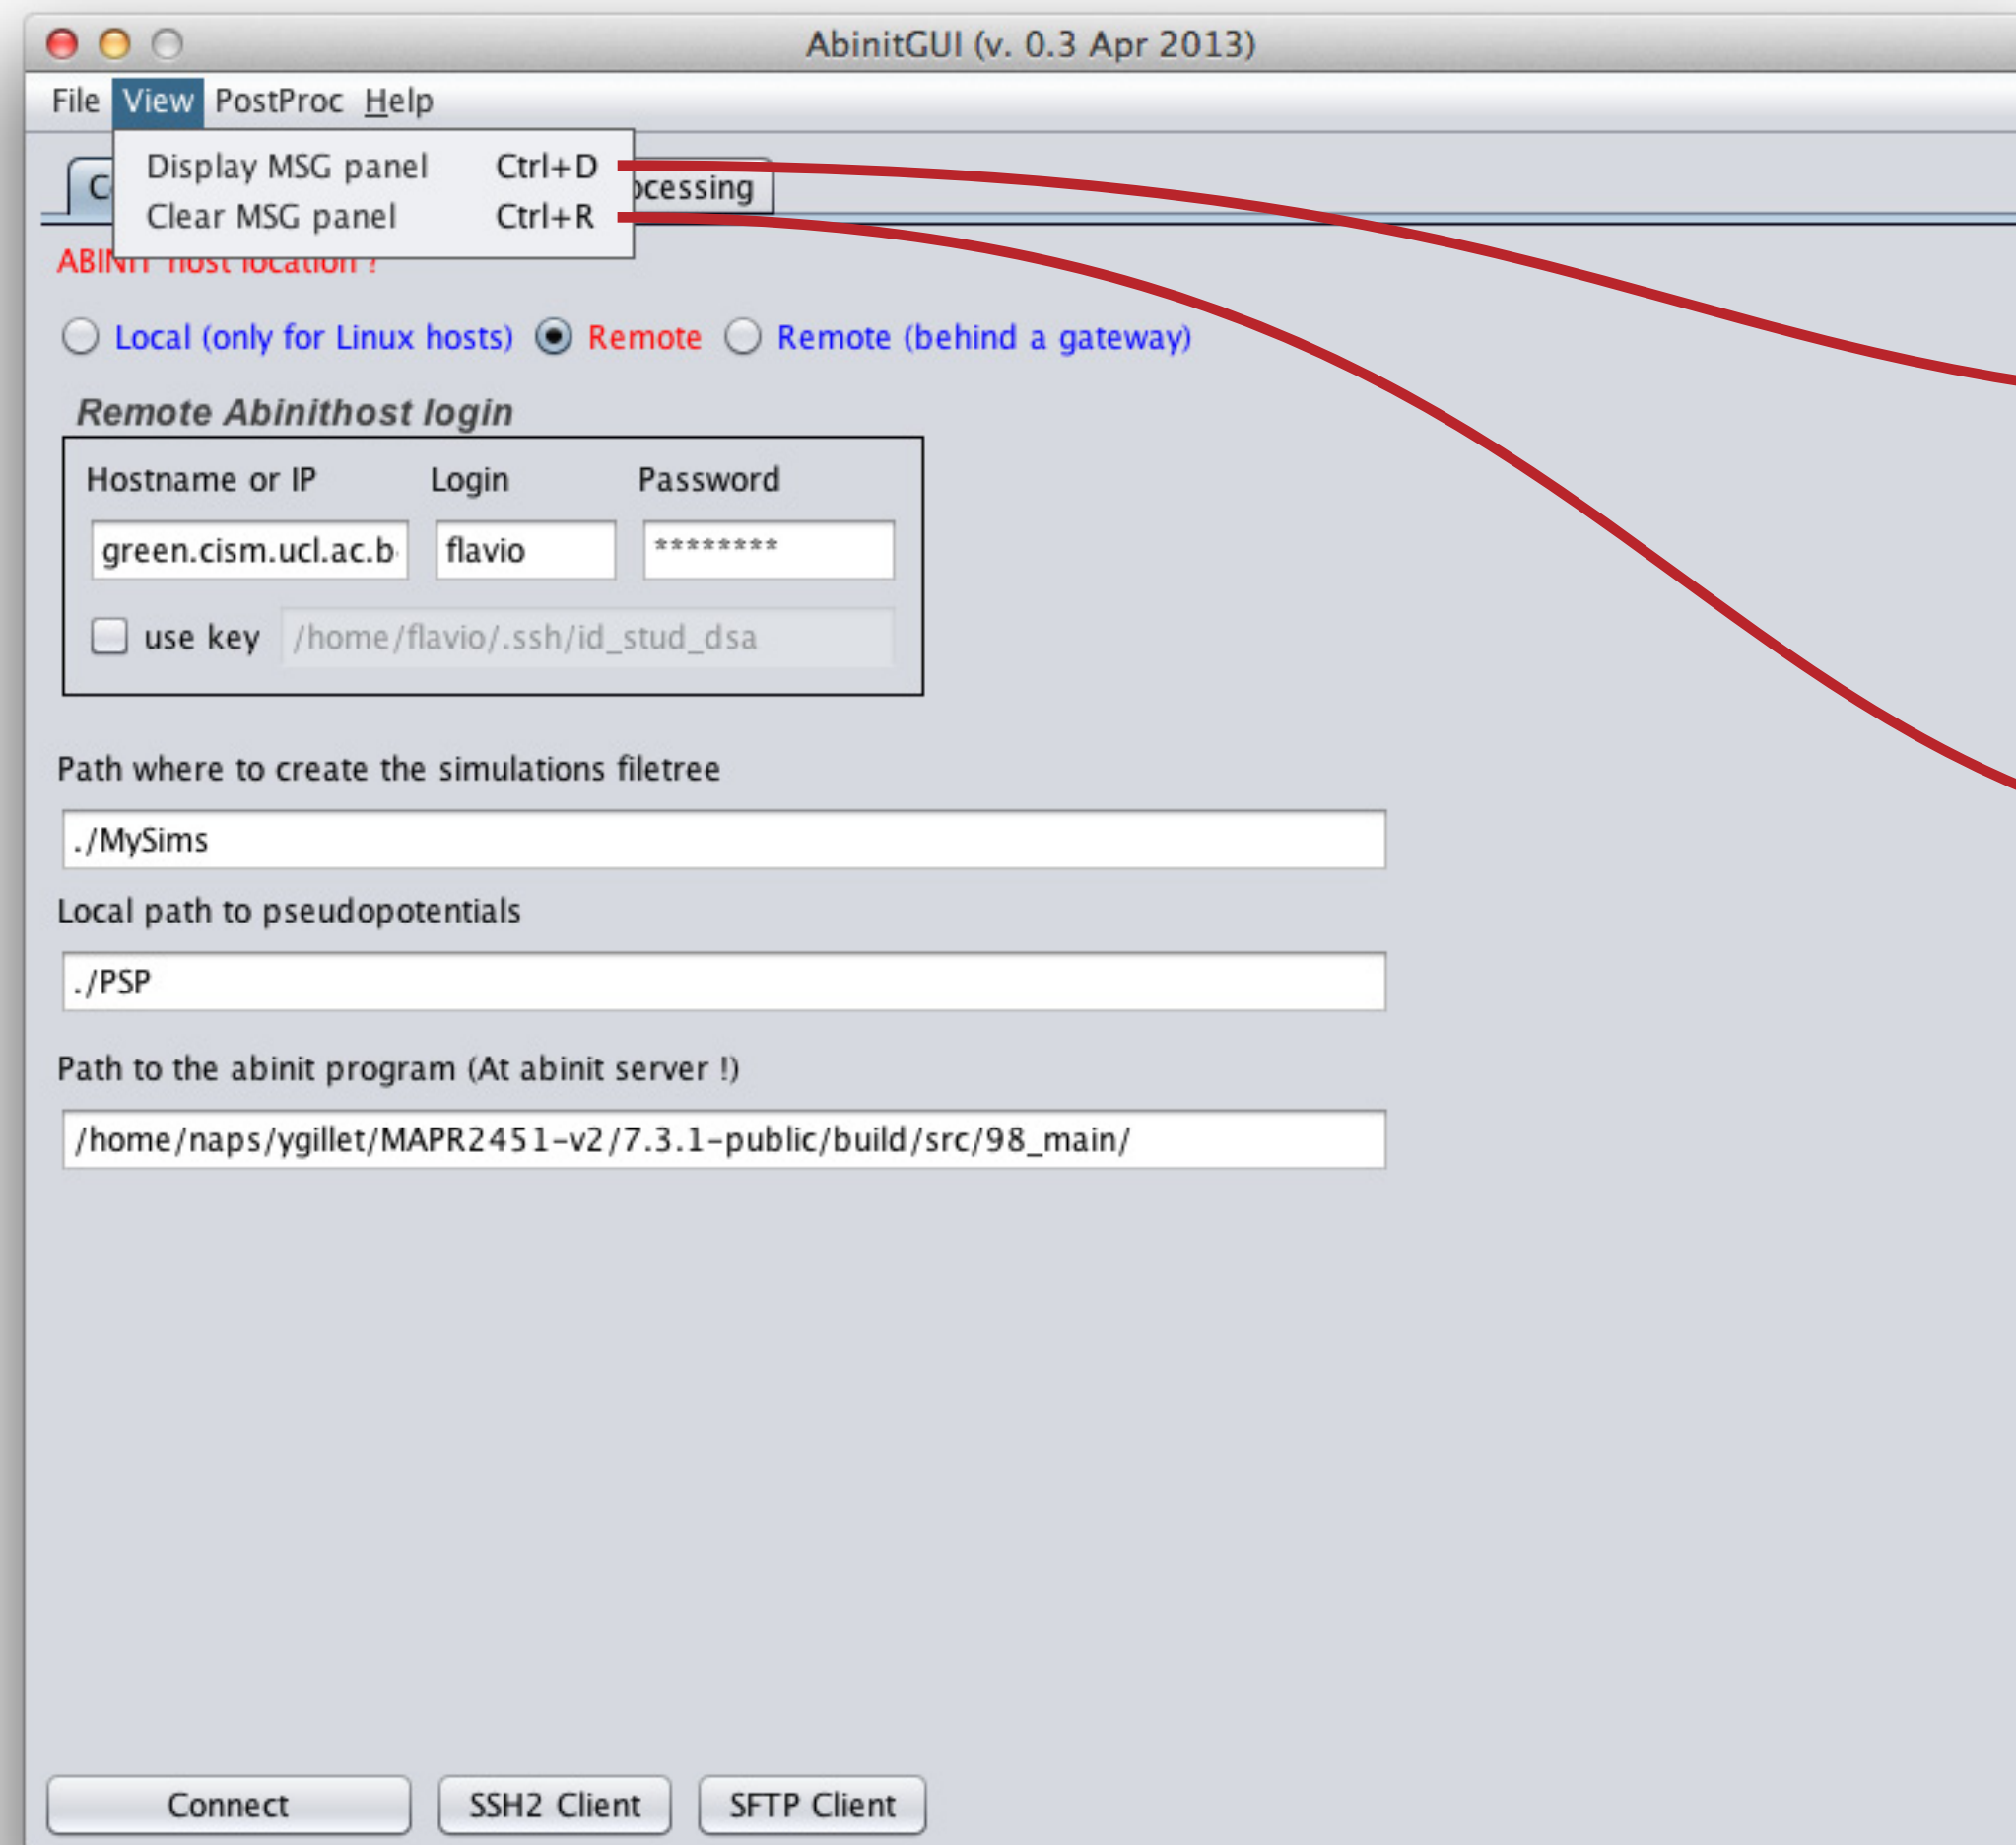 AbinitGUI (v. 0.3 Apr 2013)
File View PostProc Help
Display MSG panel Ctrl+D
Clear MSG panel Ctrl+R
ABINIT host location ?
Local (only for Linux hosts) Remote Remote (behind a gateway)
Remote Abinithost login
Hostname or IP Login Password
green.cism.ucl.ac.b flavio ********
use key /home/flavio/.ssh/id_stud_dsa
Path where to create the simulations filetree
./MySims
Local path to pseudopotentials
./PSP
Path to the abinit program (At abinit server !)
/home/naps/ygillet/MAPR2451-v2/7.3.1-public/build/src/98_main/
Connect SSH2 Client SFTP Client